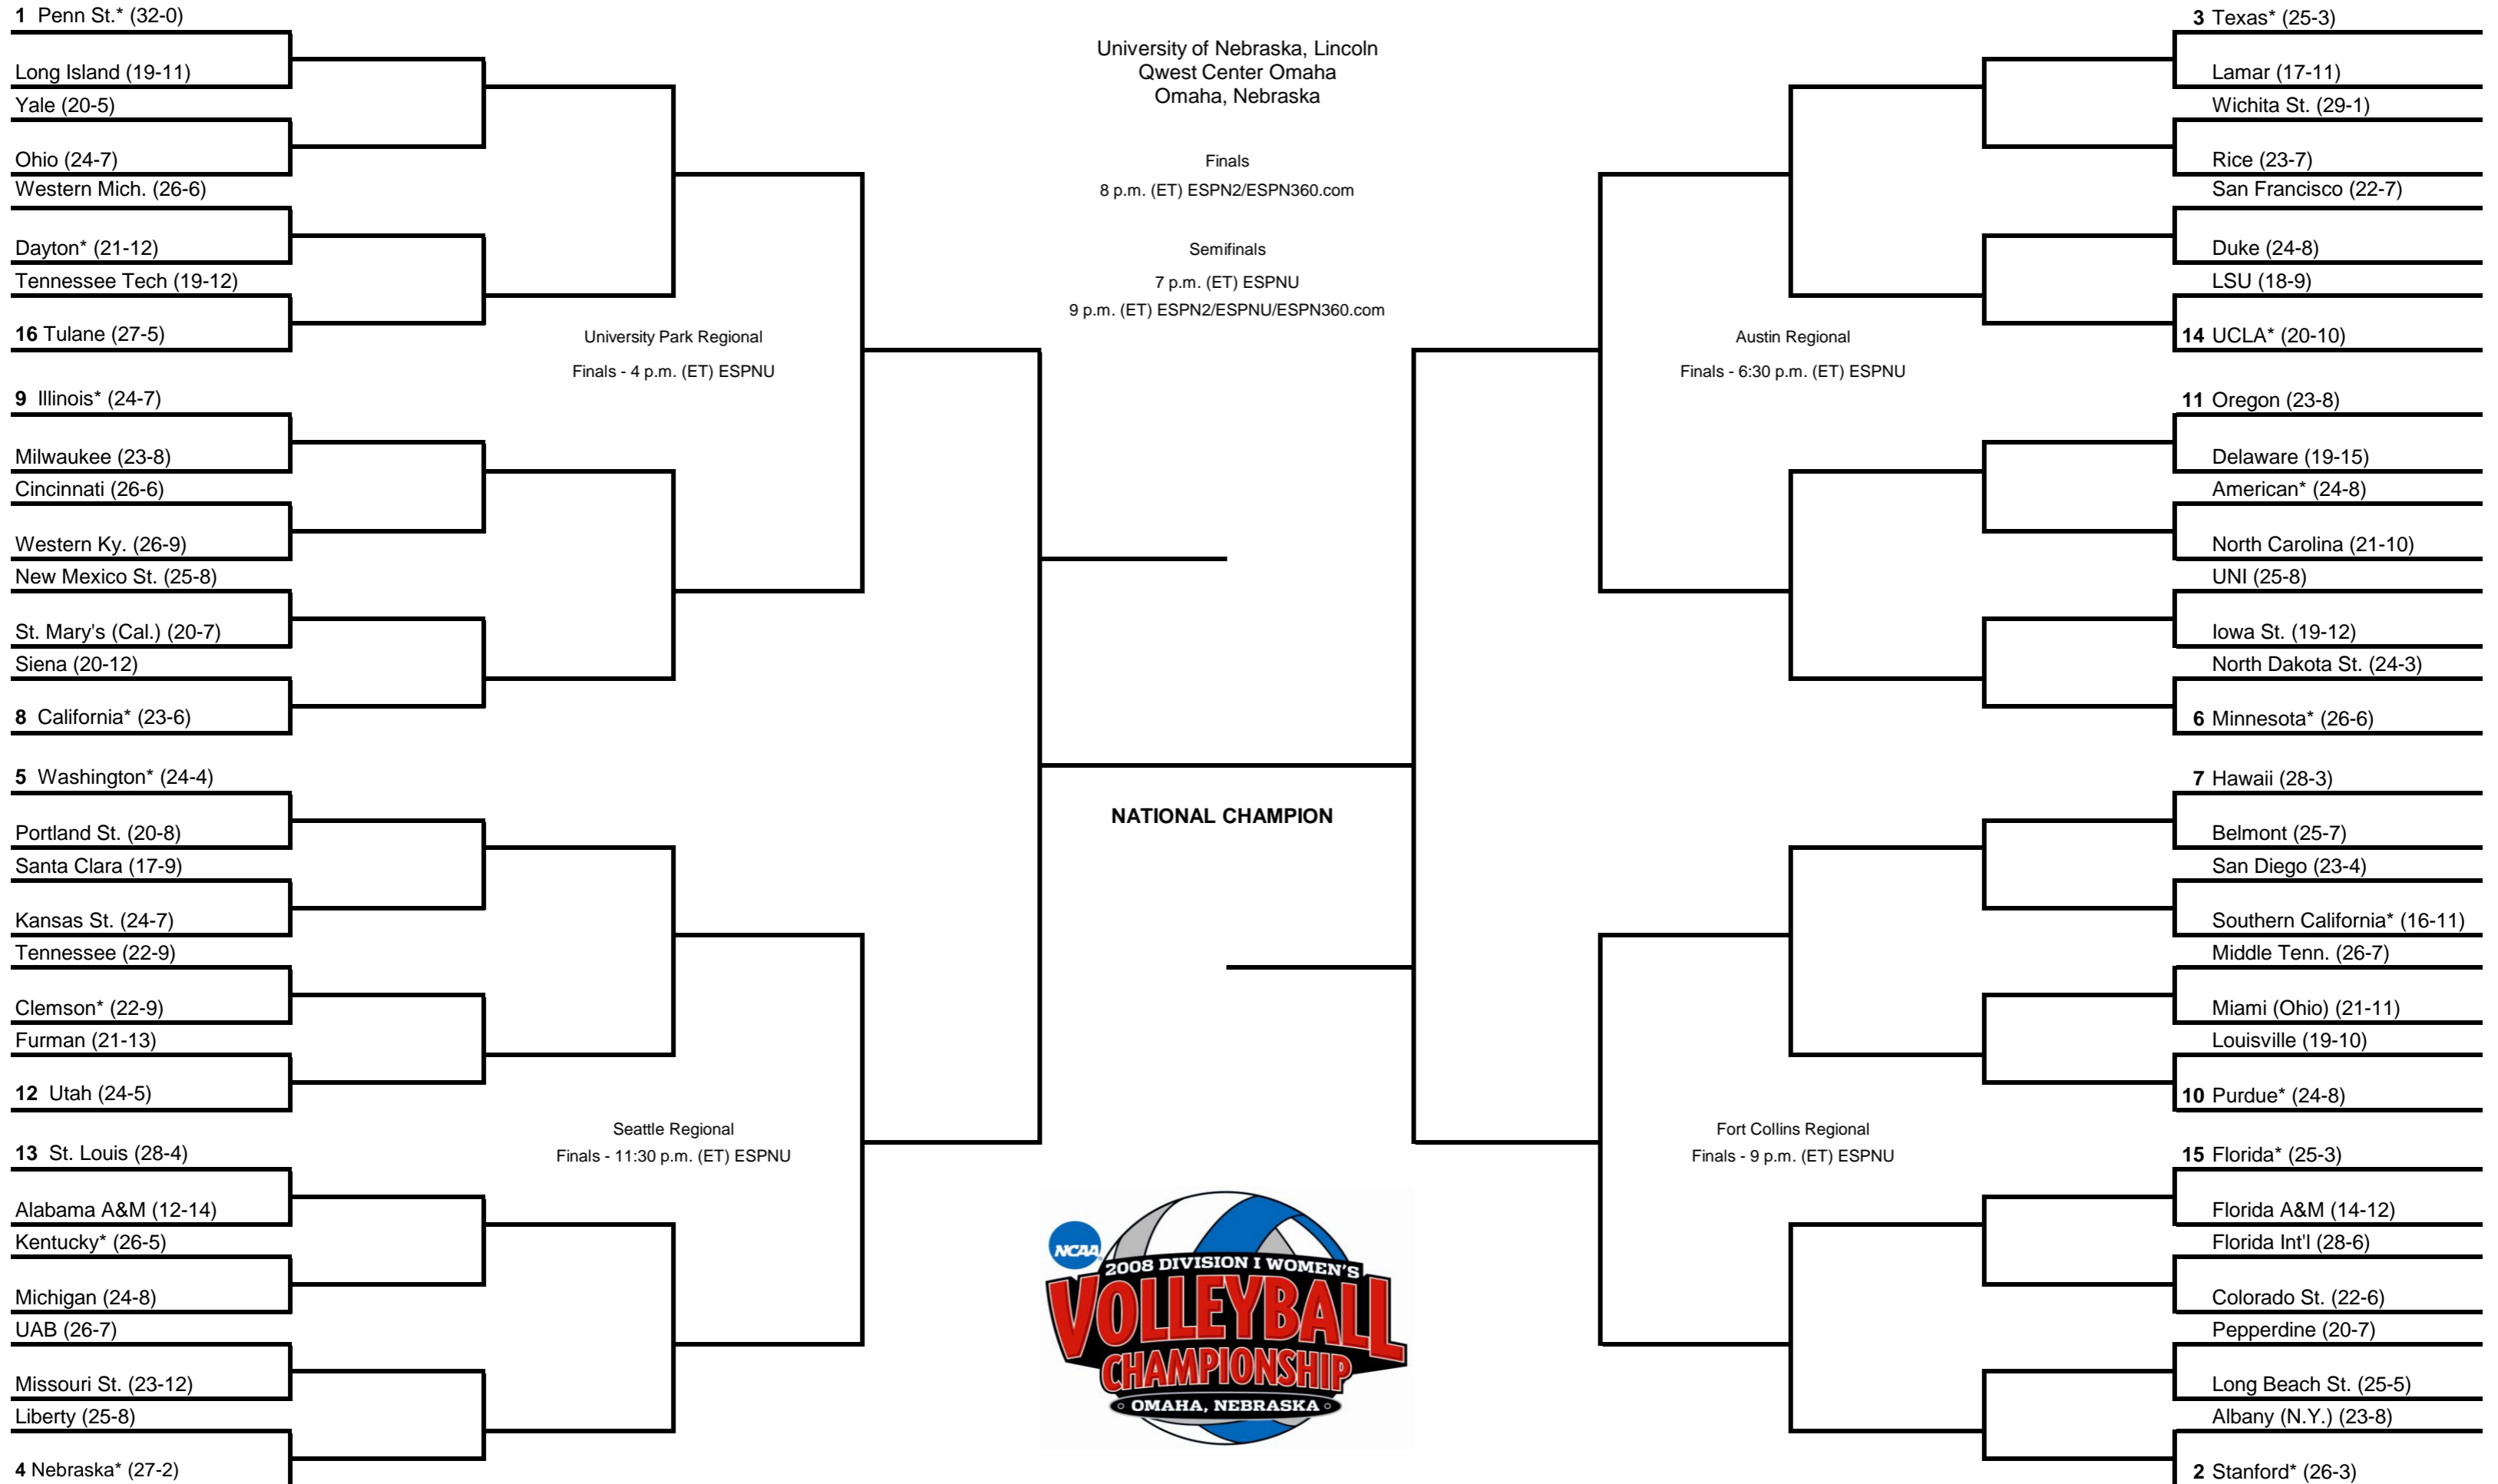 1 Penn St.* (32-0)
Long Island (19-11)
Yale (20-5)
Ohio (24-7)
Western Mich. (26-6)
Dayton* (21-12)
Tennessee Tech (19-12)
16 Tulane (27-5)
University Park Regional
Finals - 4 p.m. (ET) ESPNU
9 Illinois* (24-7)
Milwaukee (23-8)
Cincinnati (26-6)
Western Ky. (26-9)
New Mexico St. (25-8)
St. Mary's (Cal.) (20-7)
Siena (20-12)
8 California* (23-6)
5 Washington* (24-4)
Portland St. (20-8)
Santa Clara (17-9)
Kansas St. (24-7)
Tennessee (22-9)
Clemson* (22-9)
Furman (21-13)
12 Utah (24-5)
Seattle Regional
Finals - 11:30 p.m. (ET) ESPNU
13 St. Louis (28-4)
Alabama A&M (12-14)
Kentucky* (26-5)
Michigan (24-8)
UAB (26-7)
Missouri St. (23-12)
Liberty (25-8)
4 Nebraska* (27-2)
University of Nebraska, Lincoln
Qwest Center Omaha
Omaha, Nebraska
Finals
8 p.m. (ET) ESPN2/ESPN360.com
Semifinals
7 p.m. (ET) ESPNU
9 p.m. (ET) ESPN2/ESPNU/ESPN360.com
NATIONAL CHAMPION
NCAA
2008 DIVISION I WOMEN'S
VOLLEYBALL
CHAMPIONSHIP
OMAHA, NEBRASKA
3 Texas* (25-3)
Lamar (17-11)
Wichita St. (29-1)
Rice (23-7)
San Francisco (22-7)
Duke (24-8)
LSU (18-9)
14 UCLA* (20-10)
Austin Regional
Finals - 6:30 p.m. (ET) ESPNU
11 Oregon (23-8)
Delaware (19-15)
American* (24-8)
North Carolina (21-10)
UNI (25-8)
Iowa St. (19-12)
North Dakota St. (24-3)
6 Minnesota* (26-6)
7 Hawaii (28-3)
Belmont (25-7)
San Diego (23-4)
Southern California* (16-11)
Middle Tenn. (26-7)
Miami (Ohio) (21-11)
Louisville (19-10)
10 Purdue* (24-8)
Fort Collins Regional
Finals - 9 p.m. (ET) ESPNU
15 Florida* (25-3)
Florida A&M (14-12)
Florida Int'l (28-6)
Colorado St. (22-6)
Pepperdine (20-7)
Long Beach St. (25-5)
Albany (N.Y.) (23-8)
2 Stanford* (26-3)